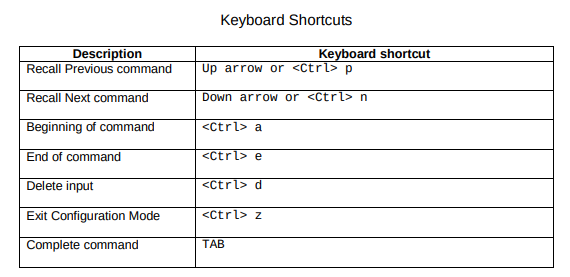 Keyboard Shortcuts
Description Keyboard shortcut
Recall Previous command Up arrow or <Ctrl> p
Recall Next command Down arrow or <Ctrl> n
Beginning of command <Ctrl> a
End of command <Ctrl> e
Delete input <Ctrl> d
Exit Configuration Mode <Ctrl> z
Complete command TAB